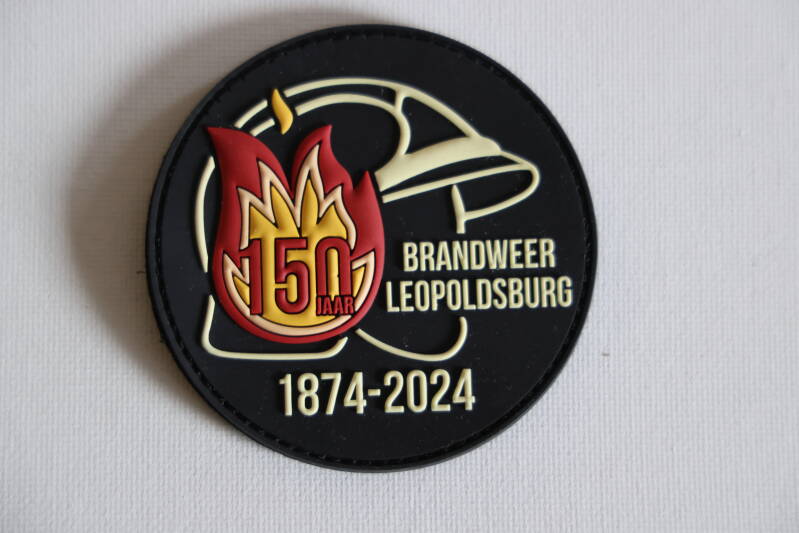 150
JAAR
BRANDWEER
LEOPOLDSBURG
1874-2024